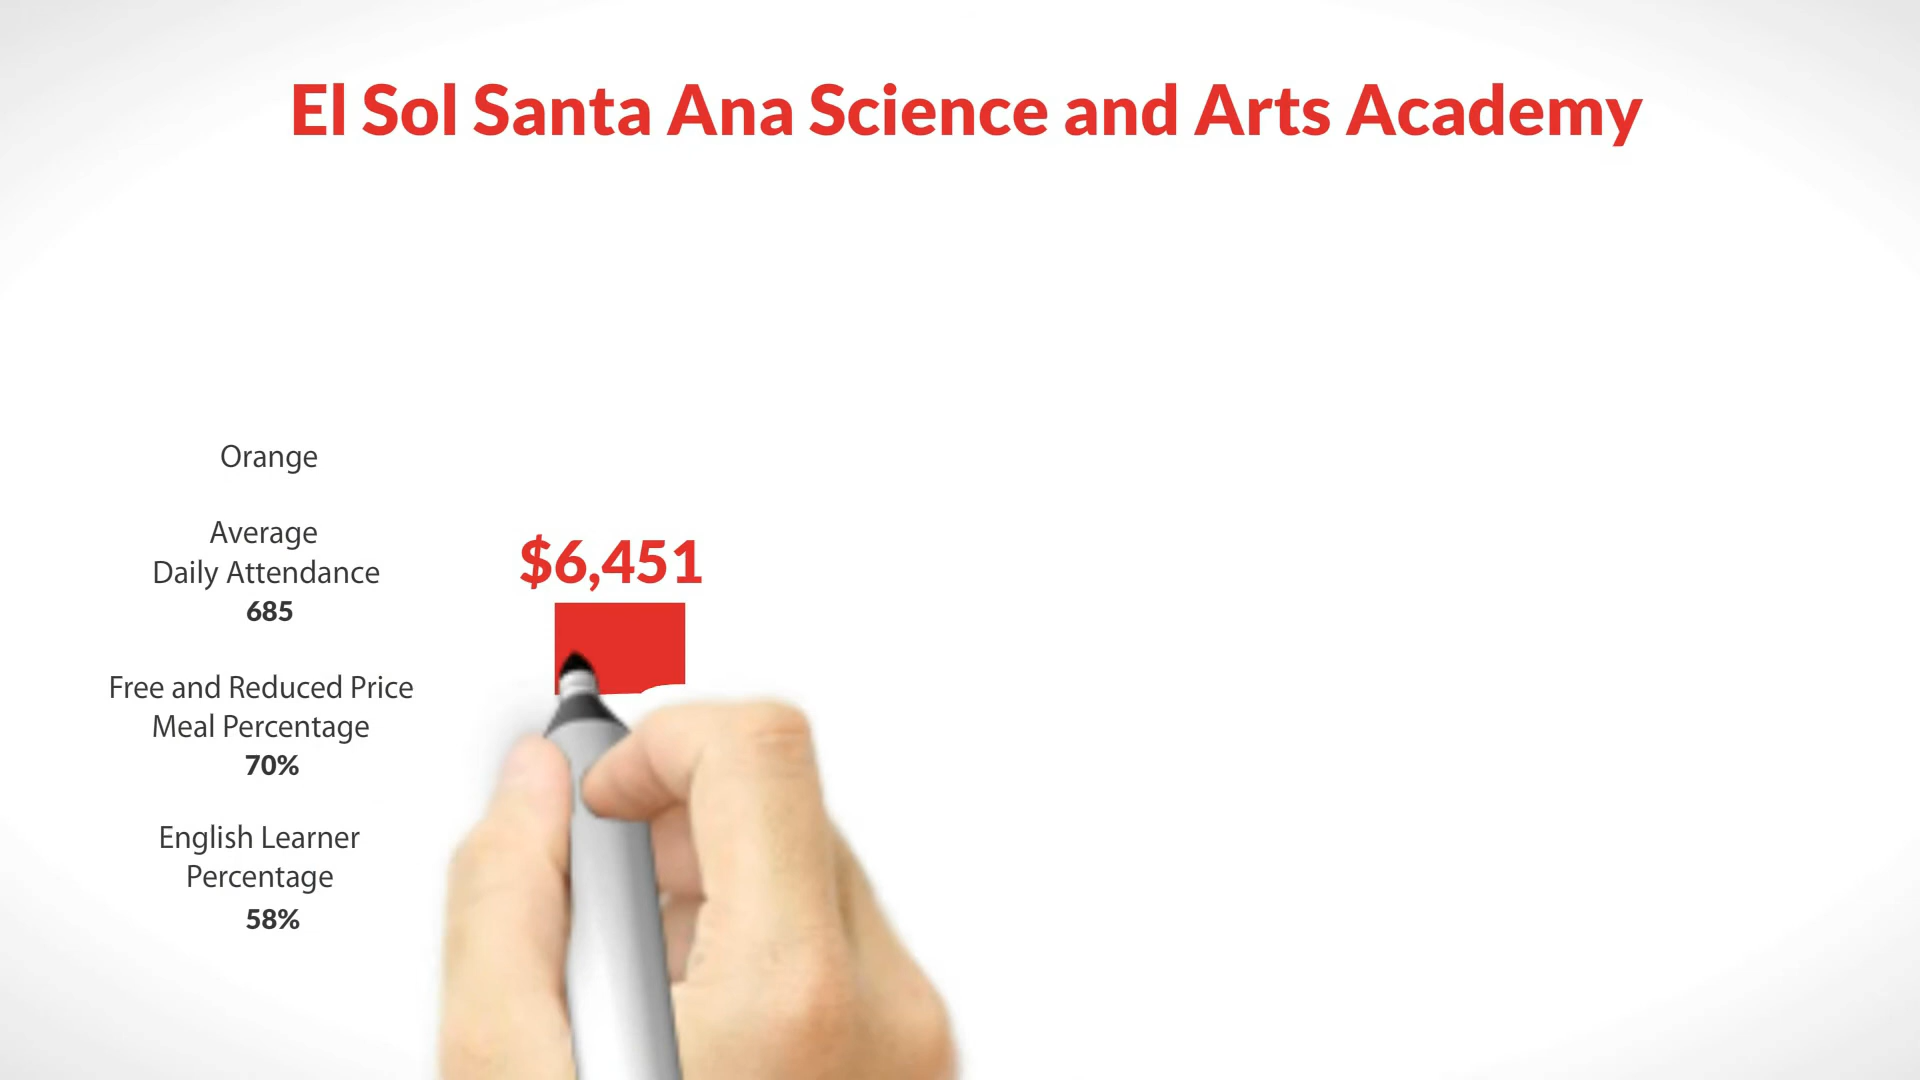 El Sol Santa Ana Science and Arts Academy
Orange
Average
Daily Attendance
685
Free and Reduced Price
Meal Percentage
70%
English Learner
Percentage
58%
$6,451